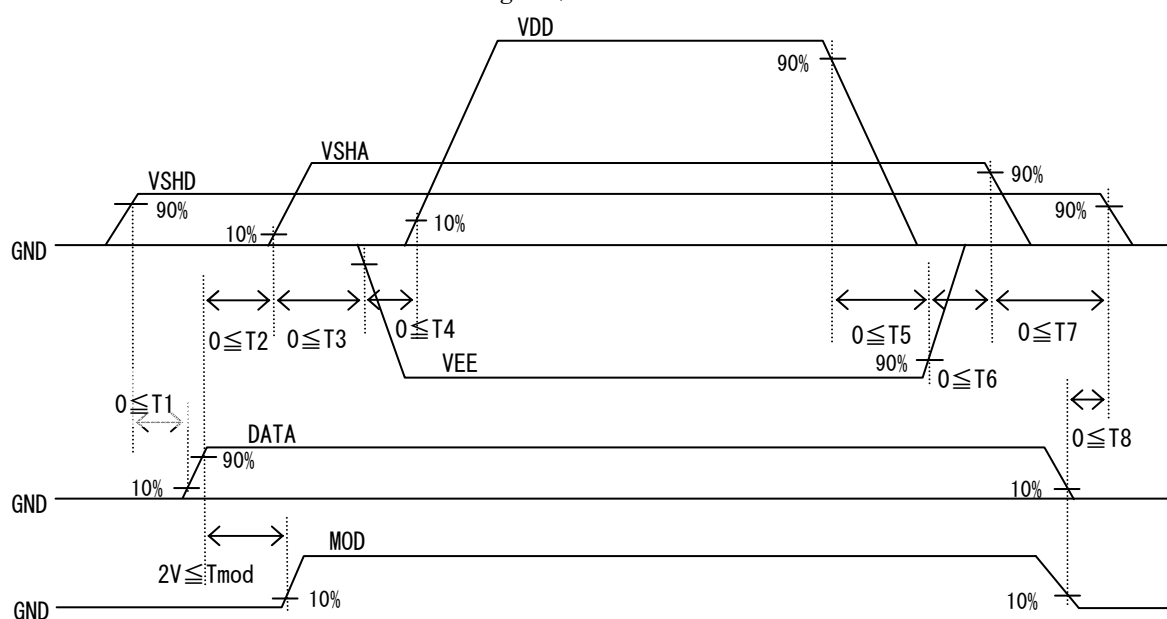 VDD
90%
VSHA
VSHD
90%
90%
90%
10%
10%
GND
0≦T2
0≦T3
0≦T4
0≦T5
0≦T7
VEE
90%
0≦T6
0≦T1
0≦T8
DATA
90%
10%
10%
GND
MOD
2V≦Tmod
10%
10%
GND